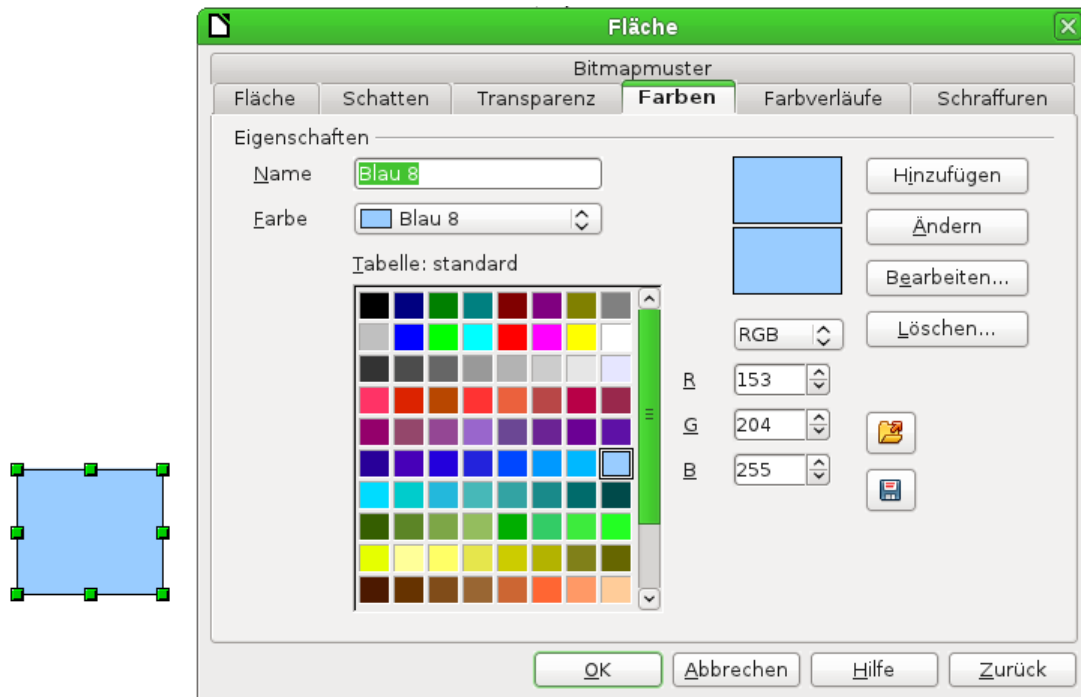 Fläche
Bitmapmuster
Fläche Schatten Transparenz Farben Farbverläufe Schraffuren
Eigenschaften
Name Blau 8 Hinzufügen
Farbe Blau 8 Ändern
Tabelle: standard Bearbeiten...
RGB Löschen...
R 153
G 204
B 255
OK Abbrechen Hilfe Zurück